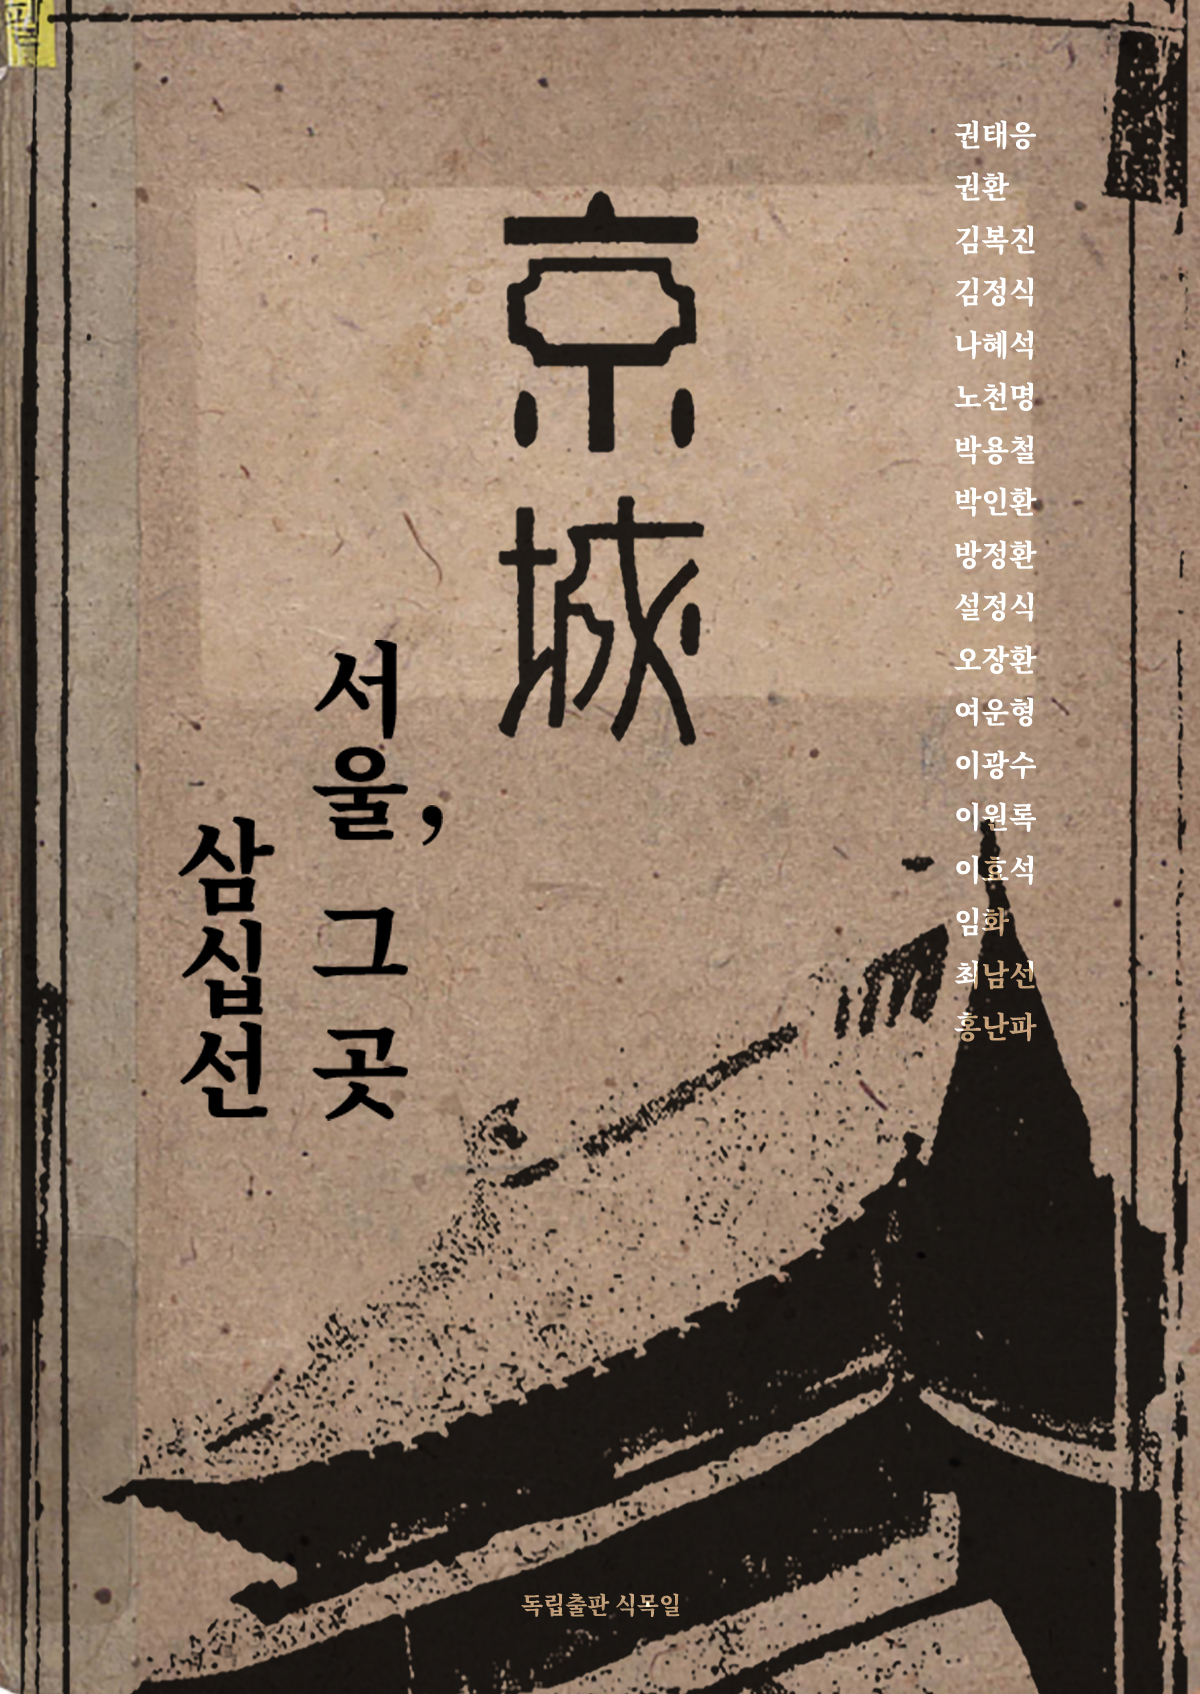 京城
서울, 그 곳
삼십선
권태응
권환
김복진
김정식
나혜석
노천명
박용철
박인환
방정환
설정식
오장환
여운형
이광수
이원록
이효석
임화
최남선
홍난파
독립출판 식목일